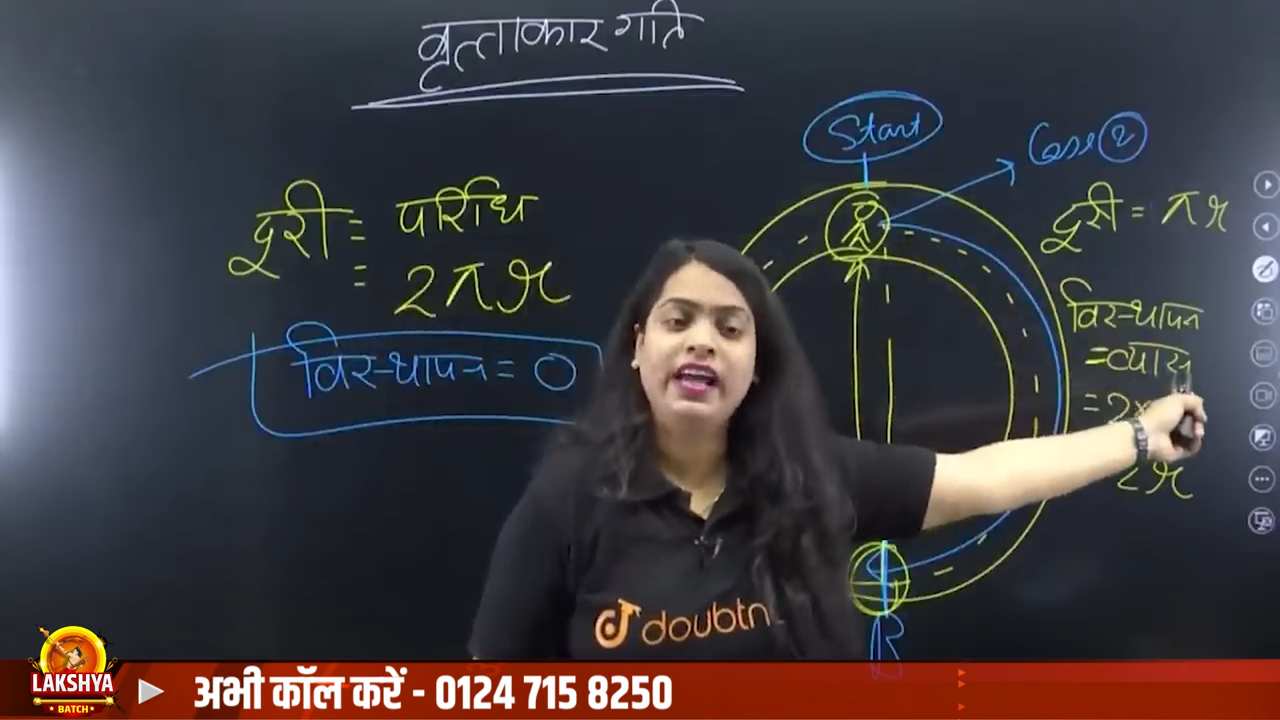 वृत्ताकार गति
Start
Case 2
दूरी = परिधि
= 2πr
विस्थापन = 0
दूरी = πr
विस्थापन
= व्यास
= 2×
2r
B
doubtn
LAKSHYA
BATCH
अभी कॉल करें - 0124 715 8250